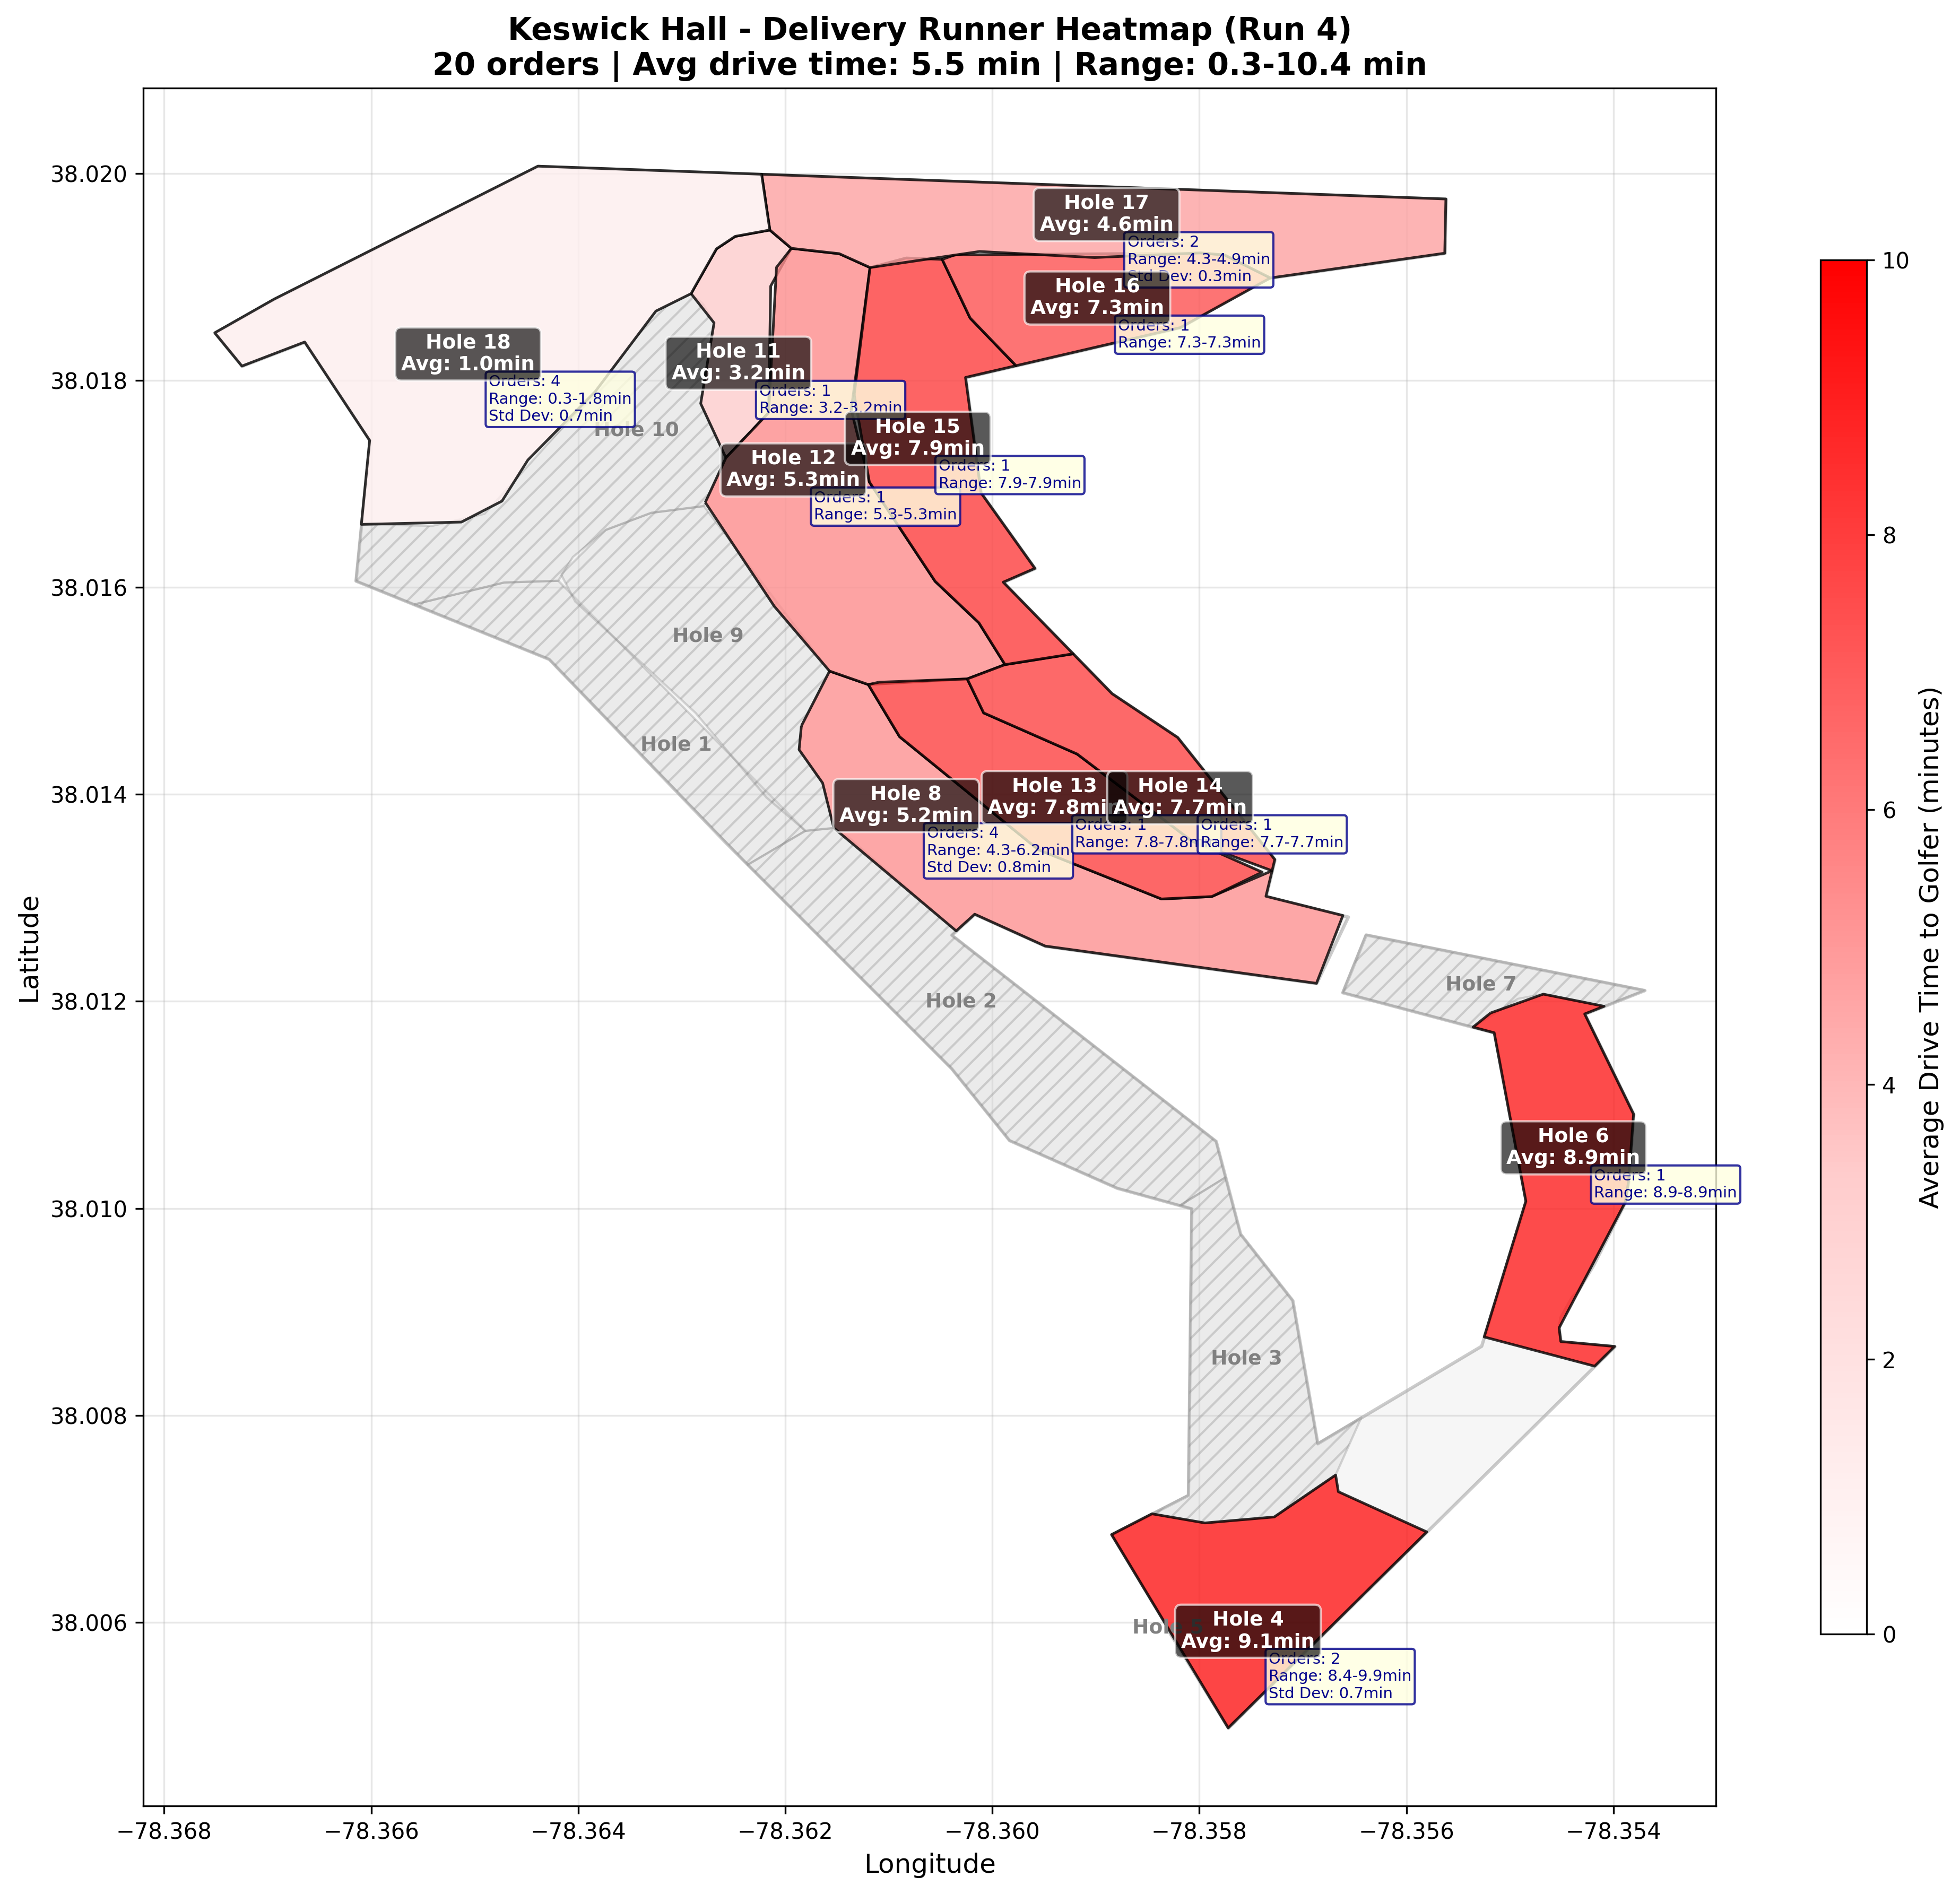 Keswick Hall - Delivery Runner Heatmap (Run 4)
20 orders | Avg drive time: 5.5 min | Range: 0.3-10.4 min
Latitude
38.020
38.018
38.016
38.014
38.012
38.010
38.008
38.006
Hole 17
Avg: 4.6min
Orders: 2
Range: 4.3-4.9min
Std Dev: 0.3min
Hole 16
Avg: 7.3min
Orders: 1
Range: 7.3-7.3min
Hole 18
Avg: 1.0min
Orders: 4
Range: 0.3-1.8min
Std Dev: 0.7min
Hole 10
Hole 11
Avg: 3.2min
Orders: 1
Range: 3.2-3.2min
Hole 15
Avg: 7.9min
Orders: 1
Range: 7.9-7.9min
Hole 12
Avg: 5.3min
Orders: 1
Range: 5.3-5.3min
Hole 9
Hole 1
Hole 8
Avg: 5.2min
Orders: 4
Range: 4.3-6.2min
Std Dev: 0.8min
Hole 13
Avg: 7.8min
Orders: 1
Range: 7.8-7.8m
Hole 14
Avg: 7.7min
Orders: 1
Range: 7.7-7.7min
Hole 2
Hole 7
Hole 6
Avg: 8.9min
Orders: 1
Range: 8.9-8.9min
Hole 3
Hole 4
Avg: 9.1min
Orders: 2
Range: 8.4-9.9min
Std Dev: 0.7min
−78.368
−78.366
−78.364
−78.362
−78.360
−78.358
−78.356
−78.354
Longitude
10
8
6
4
2
0
Average Drive Time to Golfer (minutes)